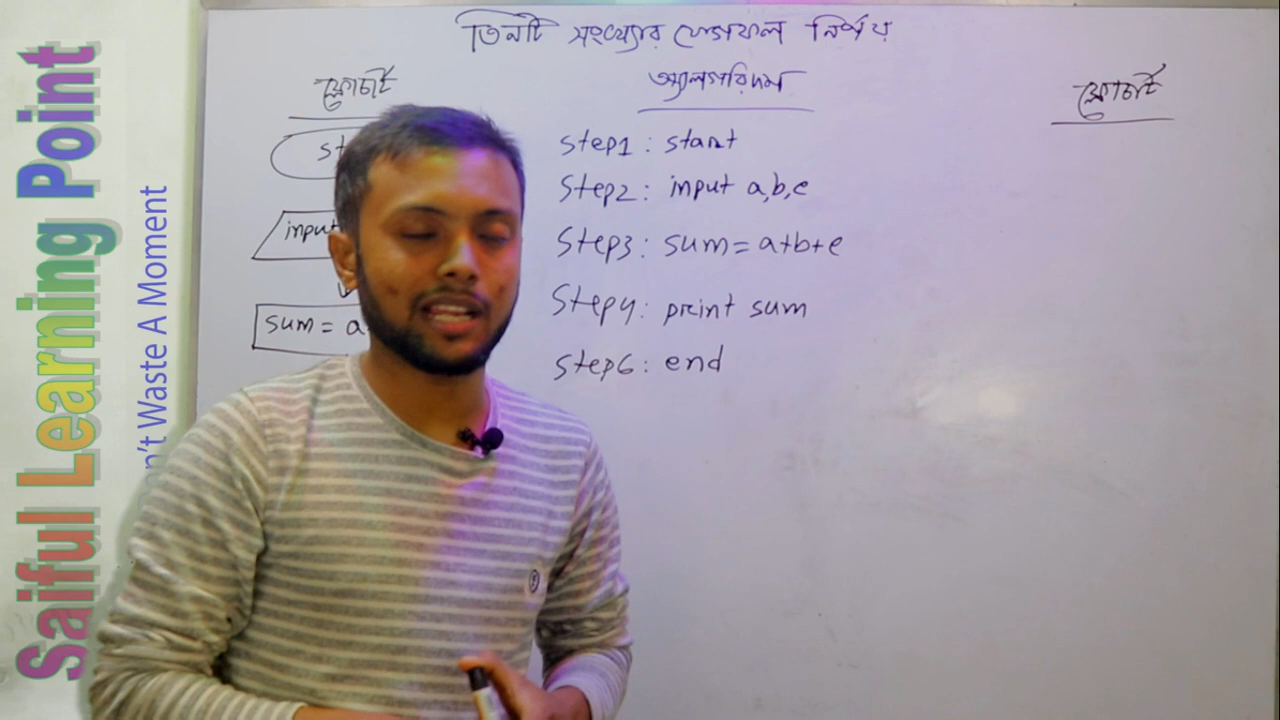 Saiful Learning Point
n't Waste A Moment
তিনটি সংখ্যার যোগফল নির্ণয়
ফ্লোচার্ট
st
input
sum = a
অ্যালগরিদম
step1 : start
Step2 : input a,b,c
Step3 : sum = a+b+c
Step4 : print sum
step6 : end
ফ্লোচার্ট